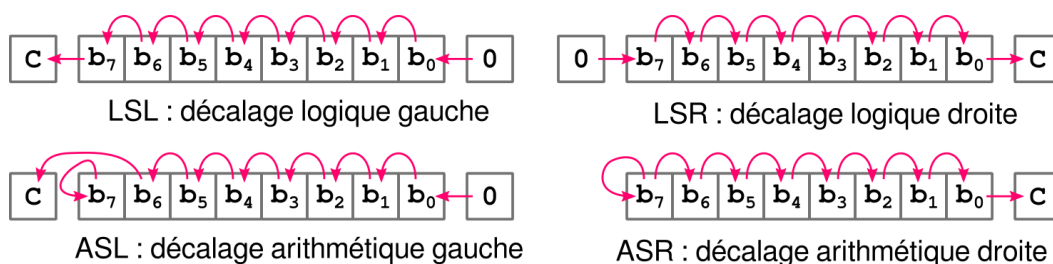 C b₇ b₆ b₅ b₄ b₃ b₂ b₁ b₀ 0
LSL : décalage logique gauche
0 b₇ b₆ b₅ b₄ b₃ b₂ b₁ b₀ C
LSR : décalage logique droite
C b₇ b₆ b₅ b₄ b₃ b₂ b₁ b₀ 0
ASL : décalage arithmétique gauche
b₇ b₆ b₅ b₄ b₃ b₂ b₁ b₀ C
ASR : décalage arithmétique droite